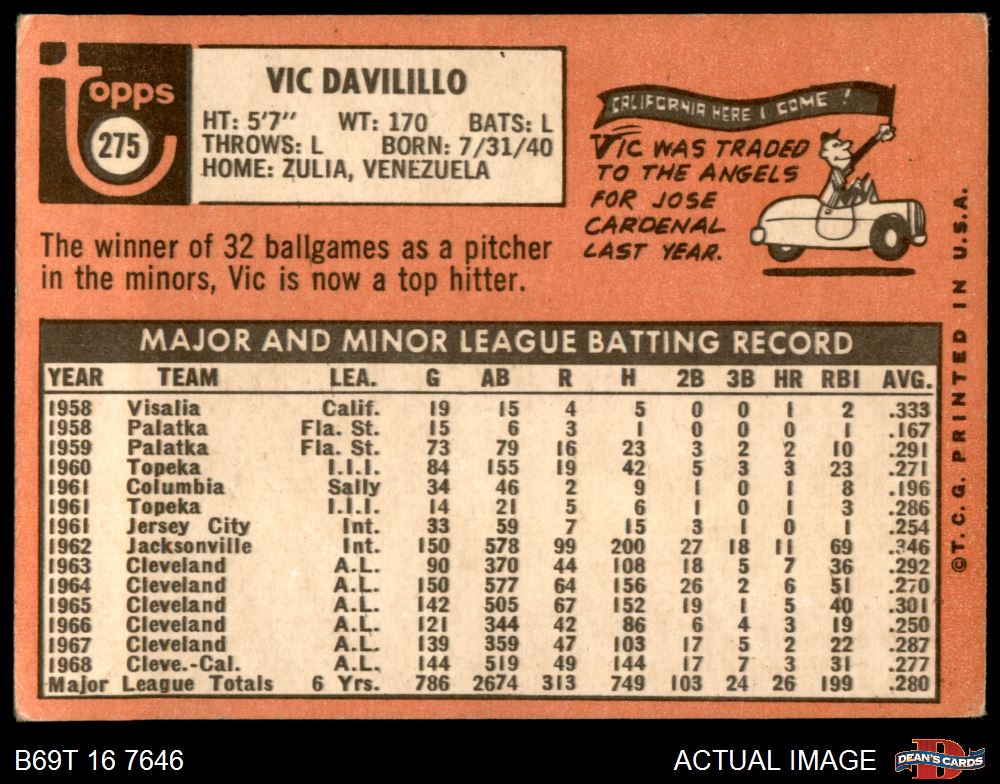 topps
275
VIC DAVILILLO
HT: 5'7" WT: 170 BATS: L
THROWS: L BORN: 7/31/40
HOME: ZULIA, VENEZUELA
The winner of 32 ballgames as a pitcher
in the minors, Vic is now a top hitter.
CALIFORNIA HERE I COME !
VIC WAS TRADED
TO THE ANGELS
FOR JOSE
CARDENAL
LAST YEAR.
MAJOR AND MINOR LEAGUE BATTING RECORD
YEAR TEAM LEA. G AB R H 2B 3B HR RBI AVG.
1958 Visalia Calif. 19 15 4 5 0 0 1 2 .333
1958 Palatka Fla. St. 15 6 3 1 0 0 0 1 .167
1959 Palatka Fla. St. 73 79 16 23 3 2 2 10 .291
1960 Topeka I.I.I. 84 155 19 42 5 3 3 23 .271
1961 Columbia Sally 34 46 2 9 1 0 1 8 .196
1961 Topeka I.I.I. 14 21 5 6 1 0 1 3 .286
1961 Jersey City Int. 33 59 7 15 3 1 0 1 .254
1962 Jacksonville Int. 150 578 99 200 27 18 11 69 .346
1963 Cleveland A.L. 90 370 44 108 18 5 7 36 .292
1964 Cleveland A.L. 150 577 64 156 26 2 6 51 .270
1965 Cleveland A.L. 142 505 67 152 19 1 5 40 .301
1966 Cleveland A.L. 121 344 42 86 6 4 3 19 .250
1967 Cleveland A.L. 139 359 47 103 17 5 2 22 .287
1968 Cleve.-Cal. A.L. 144 519 49 144 17 7 3 31 .277
Major League Totals 6 Yrs. 786 2674 313 749 103 24 26 199 .280
©T.C.G. PRINTED IN U.S.A.
B69T 16 7646
ACTUAL IMAGE
D
DEAN'S CARDS